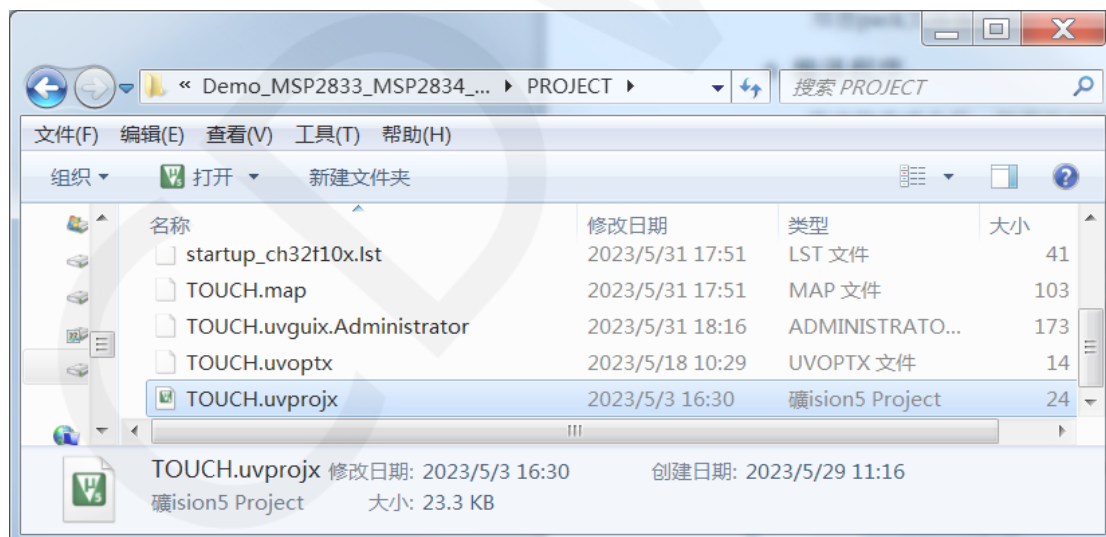 « Demo_MSP2833_MSP2834_... PROJECT 搜索 PROJECT
文件(F) 编辑(E) 查看(V) 工具(T) 帮助(H)
组织 打开 新建文件夹
名称 修改日期 类型 大小
startup_ch32f10x.lst 2023/5/31 17:51 LST 文件 41
TOUCH.map 2023/5/31 17:51 MAP 文件 103
TOUCH.uvguix.Administrator 2023/5/31 18:16 ADMINISTRATO... 173
TOUCH.uvoptx 2023/5/18 10:29 UVOPTX 文件 14
TOUCH.uvprojx 2023/5/3 16:30 礦ision5 Project 24
TOUCH.uvprojx 修改日期: 2023/5/3 16:30 创建日期: 2023/5/29 11:16
礦ision5 Project 大小: 23.3 KB